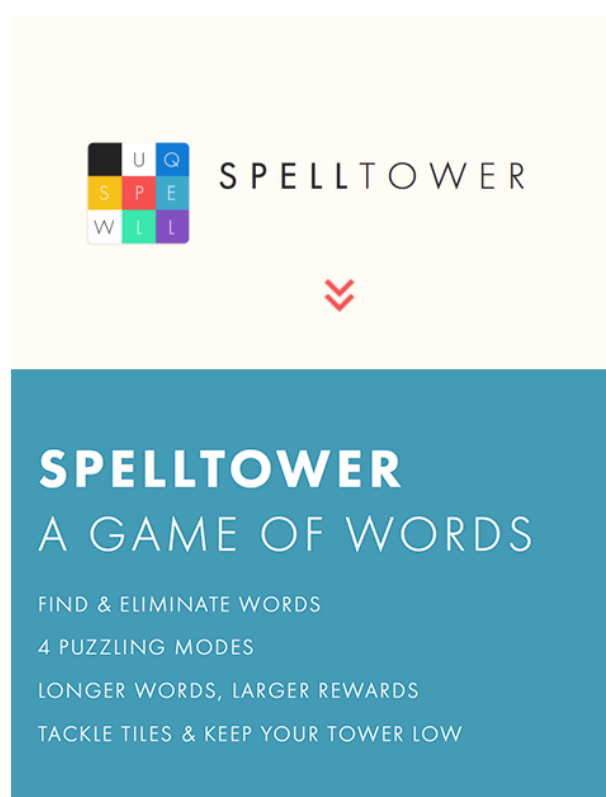 U Q
S P E
W L L
SPELLTOWER
SPELLTOWER
A GAME OF WORDS
FIND & ELIMINATE WORDS
4 PUZZLING MODES
LONGER WORDS, LARGER REWARDS
TACKLE TILES & KEEP YOUR TOWER LOW